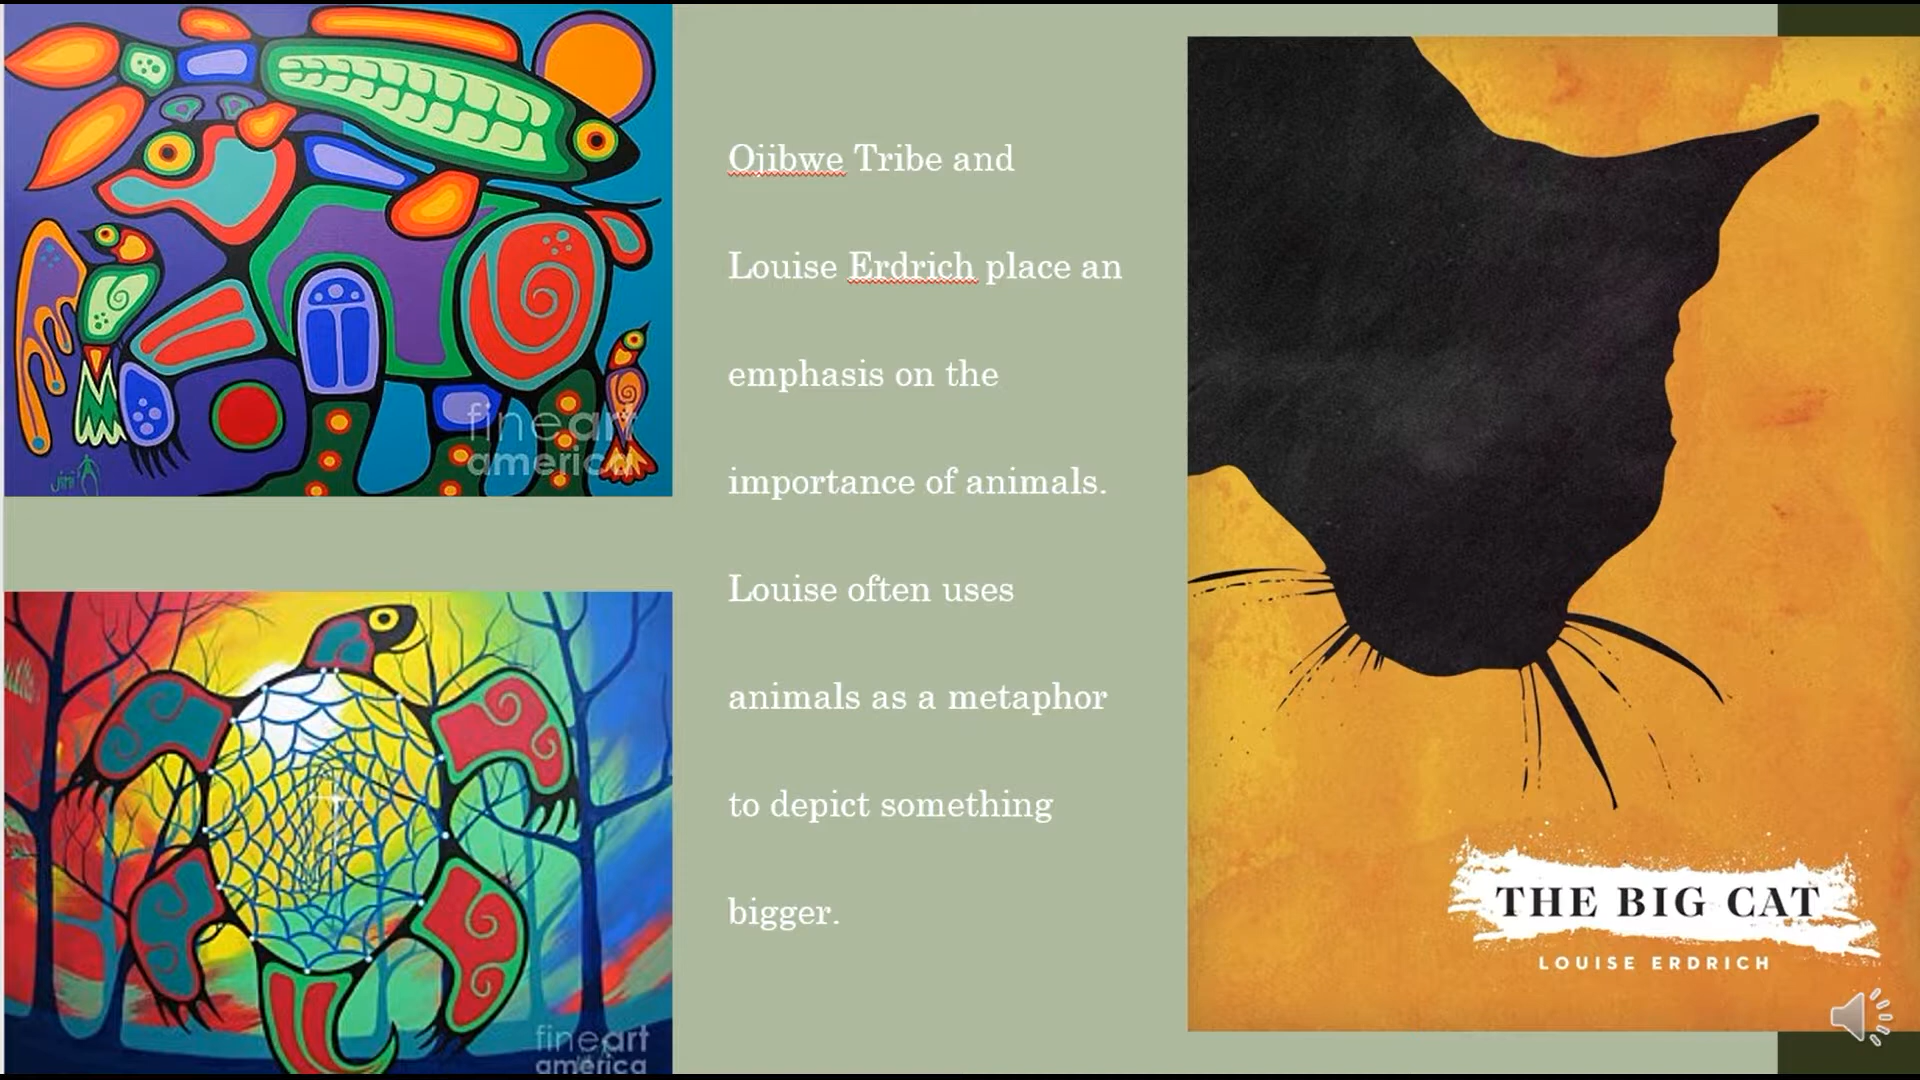 fineart
america
Ojibwe Tribe and
Louise Erdrich place an
emphasis on the
importance of animals.
Louise often uses
animals as a metaphor
to depict something
bigger.
THE BIG CAT
LOUISE ERDRICH
fineart
america